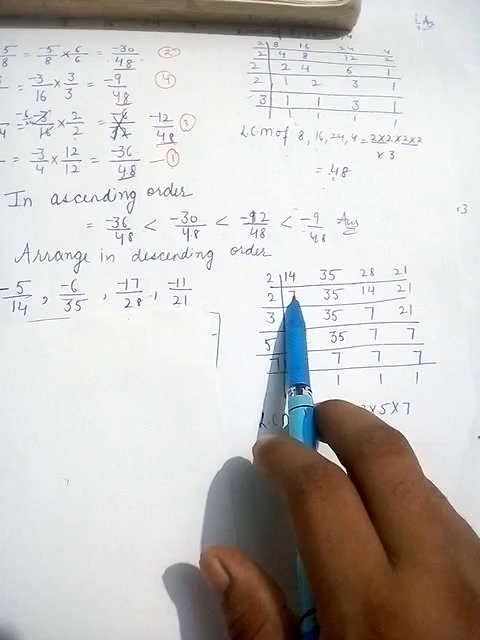 -5/8 = -5/8 × 6/6 = -30/48 ②
-3/16 × 3/3 = -9/48 ④
× 2/2 = -12/48 ③
= -3/4 × 12/12 = -36/48 - ①
2 8 16 24 4
2 4 8 12 2
2 2 4 6 1
2 1 2 3 1
3 1 1 3 1
1 1 1 1
L.C.M of 8, 16, 24, 4 = 2×2×2×2
× 3
= 48
In ascending order
= -36/48 < -30/48 < -12/48 < -9/48 Ans
Arrange in descending order
-5/14, -6/35, -17/28, -11/21
2 14 35 28 21
2 7 35 14 21
3 35 7 21
5 35 7 7
7 7 7 7
1 1 1
L.C ×5×7